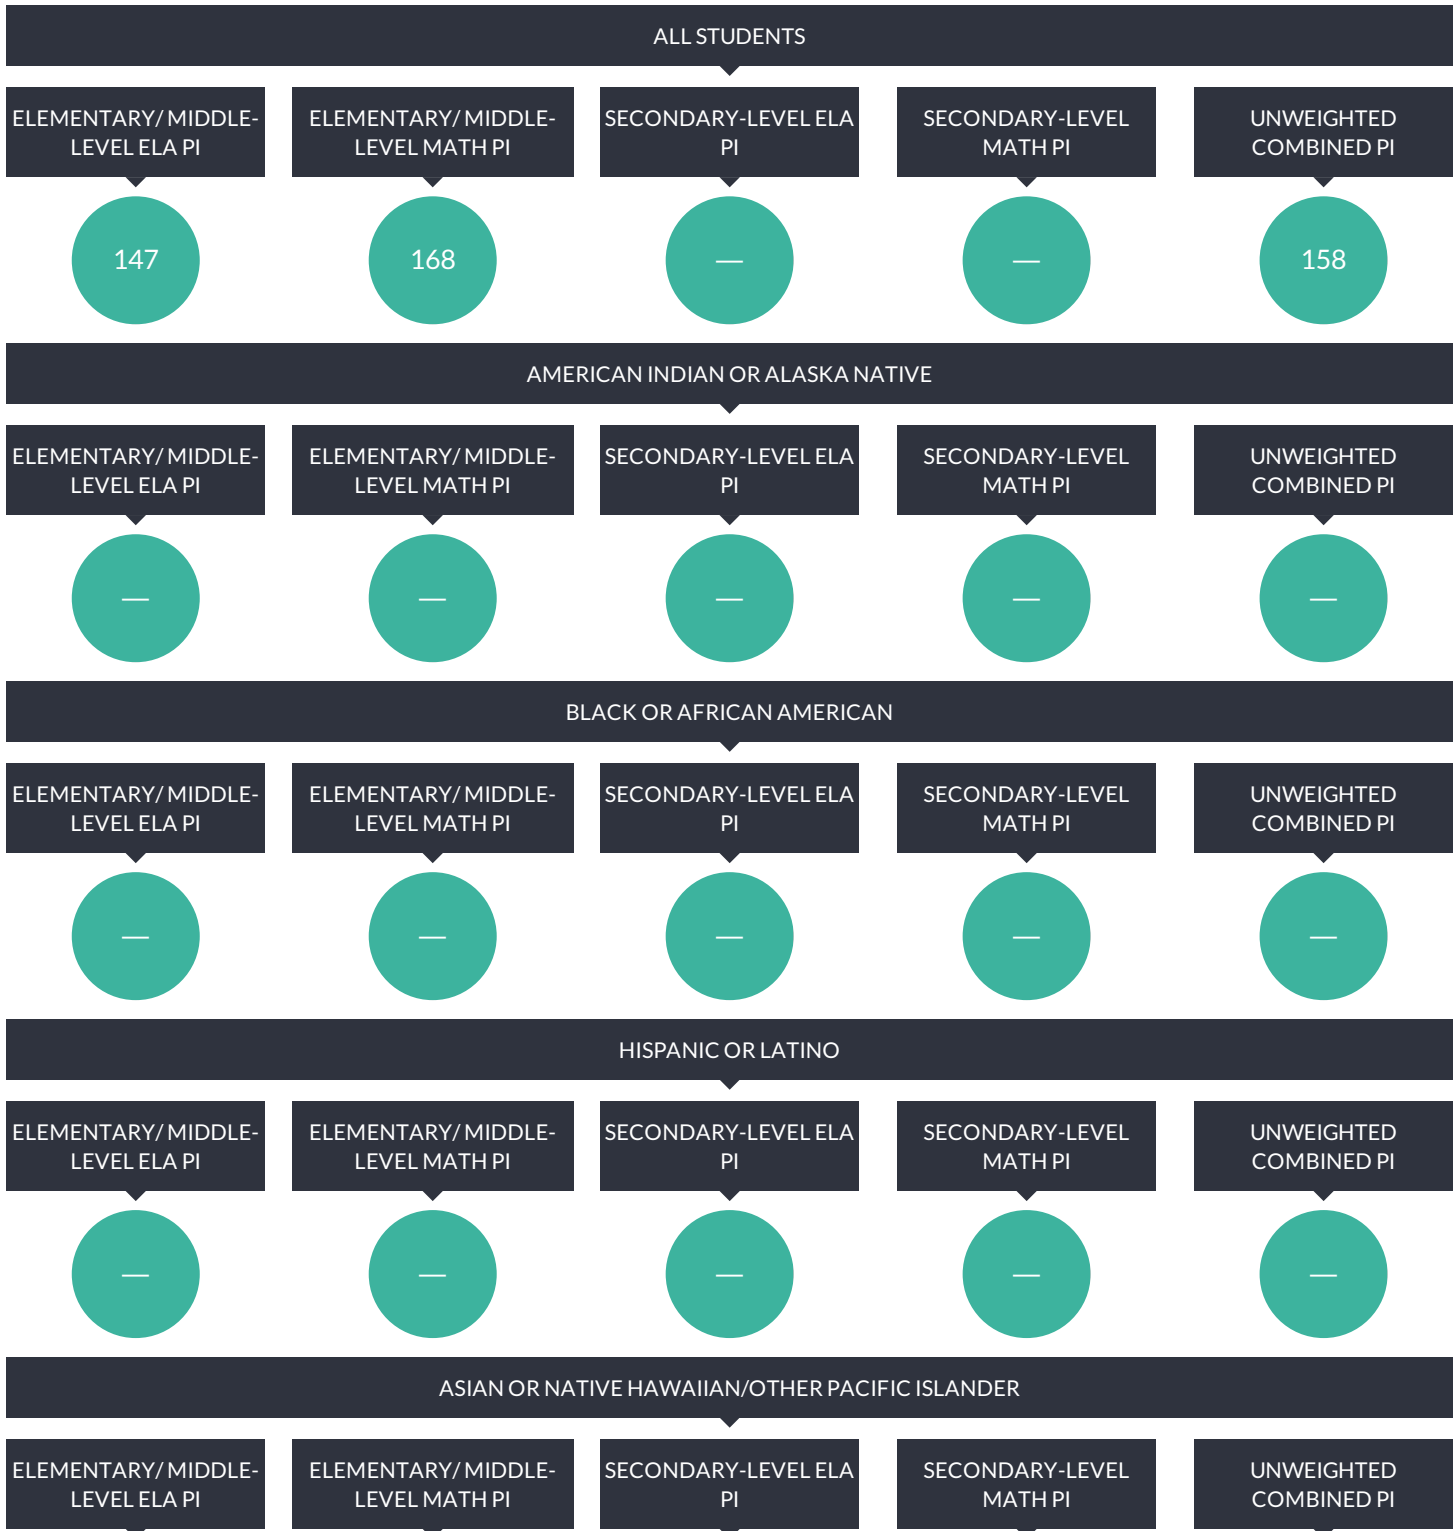 ALL STUDENTS
ELEMENTARY/ MIDDLE-
LEVEL ELA PI
ELEMENTARY/ MIDDLE-
LEVEL MATH PI
SECONDARY-LEVEL ELA
PI
SECONDARY-LEVEL
MATH PI
UNWEIGHTED
COMBINED PI
147
168
—
—
158
AMERICAN INDIAN OR ALASKA NATIVE
ELEMENTARY/ MIDDLE-
LEVEL ELA PI
ELEMENTARY/ MIDDLE-
LEVEL MATH PI
SECONDARY-LEVEL ELA
PI
SECONDARY-LEVEL
MATH PI
UNWEIGHTED
COMBINED PI
—
—
—
—
—
BLACK OR AFRICAN AMERICAN
ELEMENTARY/ MIDDLE-
LEVEL ELA PI
ELEMENTARY/ MIDDLE-
LEVEL MATH PI
SECONDARY-LEVEL ELA
PI
SECONDARY-LEVEL
MATH PI
UNWEIGHTED
COMBINED PI
—
—
—
—
—
HISPANIC OR LATINO
ELEMENTARY/ MIDDLE-
LEVEL ELA PI
ELEMENTARY/ MIDDLE-
LEVEL MATH PI
SECONDARY-LEVEL ELA
PI
SECONDARY-LEVEL
MATH PI
UNWEIGHTED
COMBINED PI
—
—
—
—
—
ASIAN OR NATIVE HAWAIIAN/OTHER PACIFIC ISLANDER
ELEMENTARY/ MIDDLE-
LEVEL ELA PI
ELEMENTARY/ MIDDLE-
LEVEL MATH PI
SECONDARY-LEVEL ELA
PI
SECONDARY-LEVEL
MATH PI
UNWEIGHTED
COMBINED PI